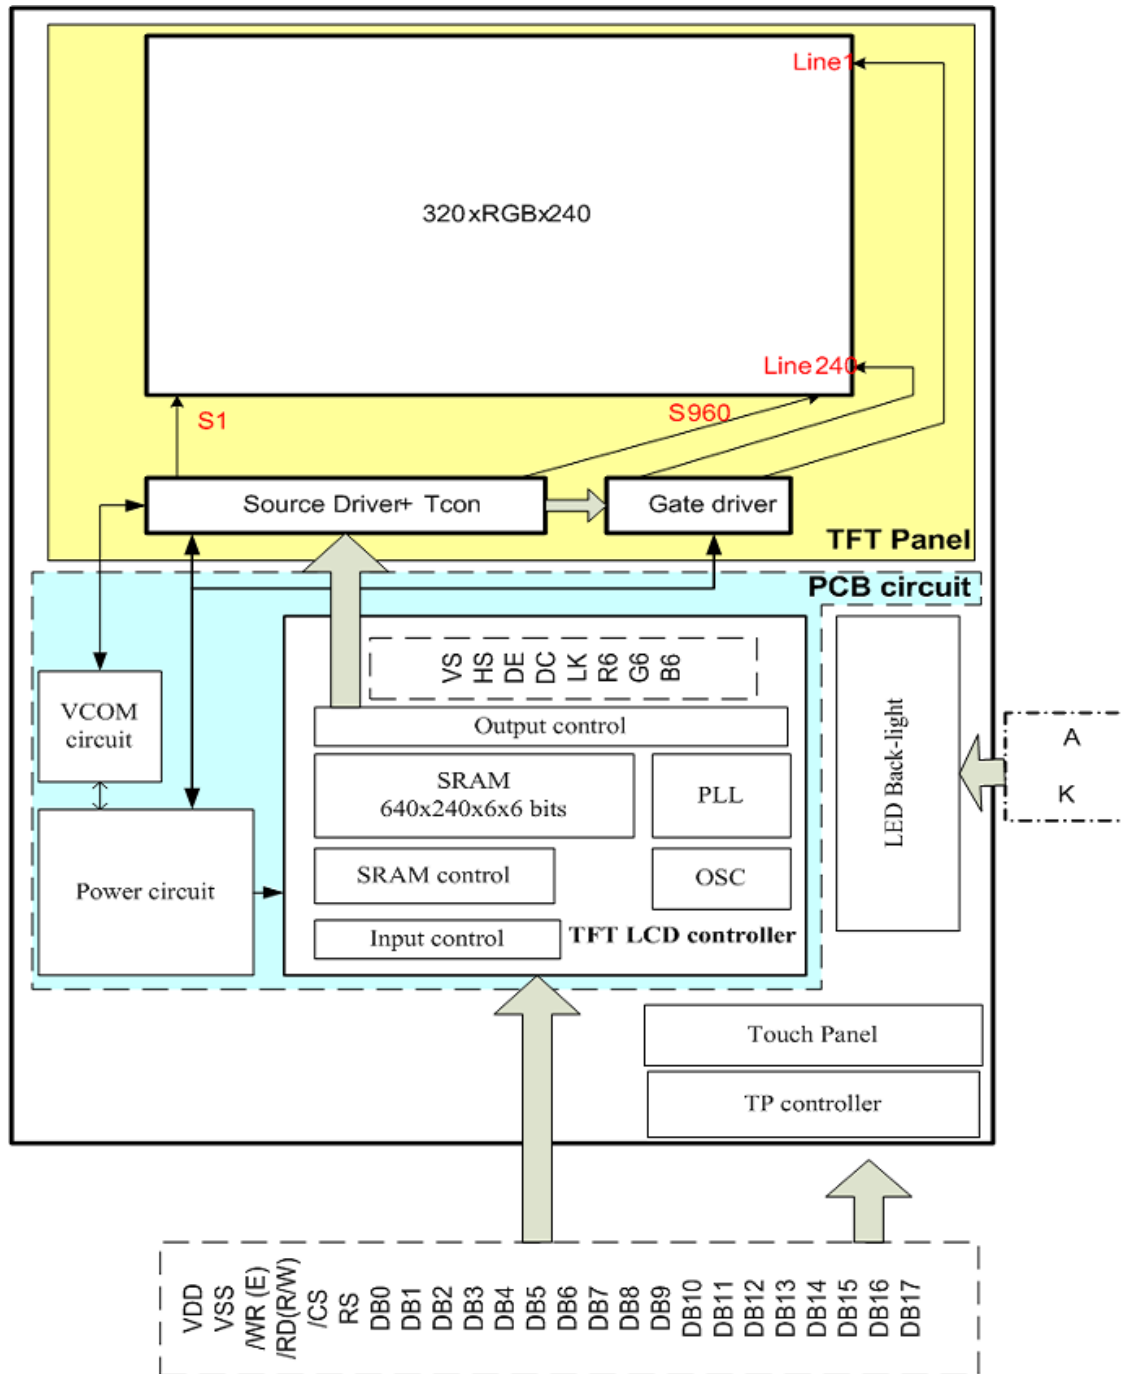 Line1
320xRGBx240
Line240
S1
S960
Source Driver+ Tcon
Gate driver
TFT Panel
PCB circuit
VS
HS
DE
DC
LK
R6
G6
B6
VCOM
circuit
Output control
SRAM
640x240x6x6 bits
PLL
LED Back-light
A
K
Power circuit
SRAM control
OSC
Input control
TFT LCD controller
Touch Panel
TP controller
VDD
VSS
/WR (E)
/RD(R/W)
/CS
RS
DB0
DB1
DB2
DB3
DB4
DB5
DB6
DB7
DB8
DB9
DB10
DB11
DB12
DB13
DB14
DB15
DB16
DB17